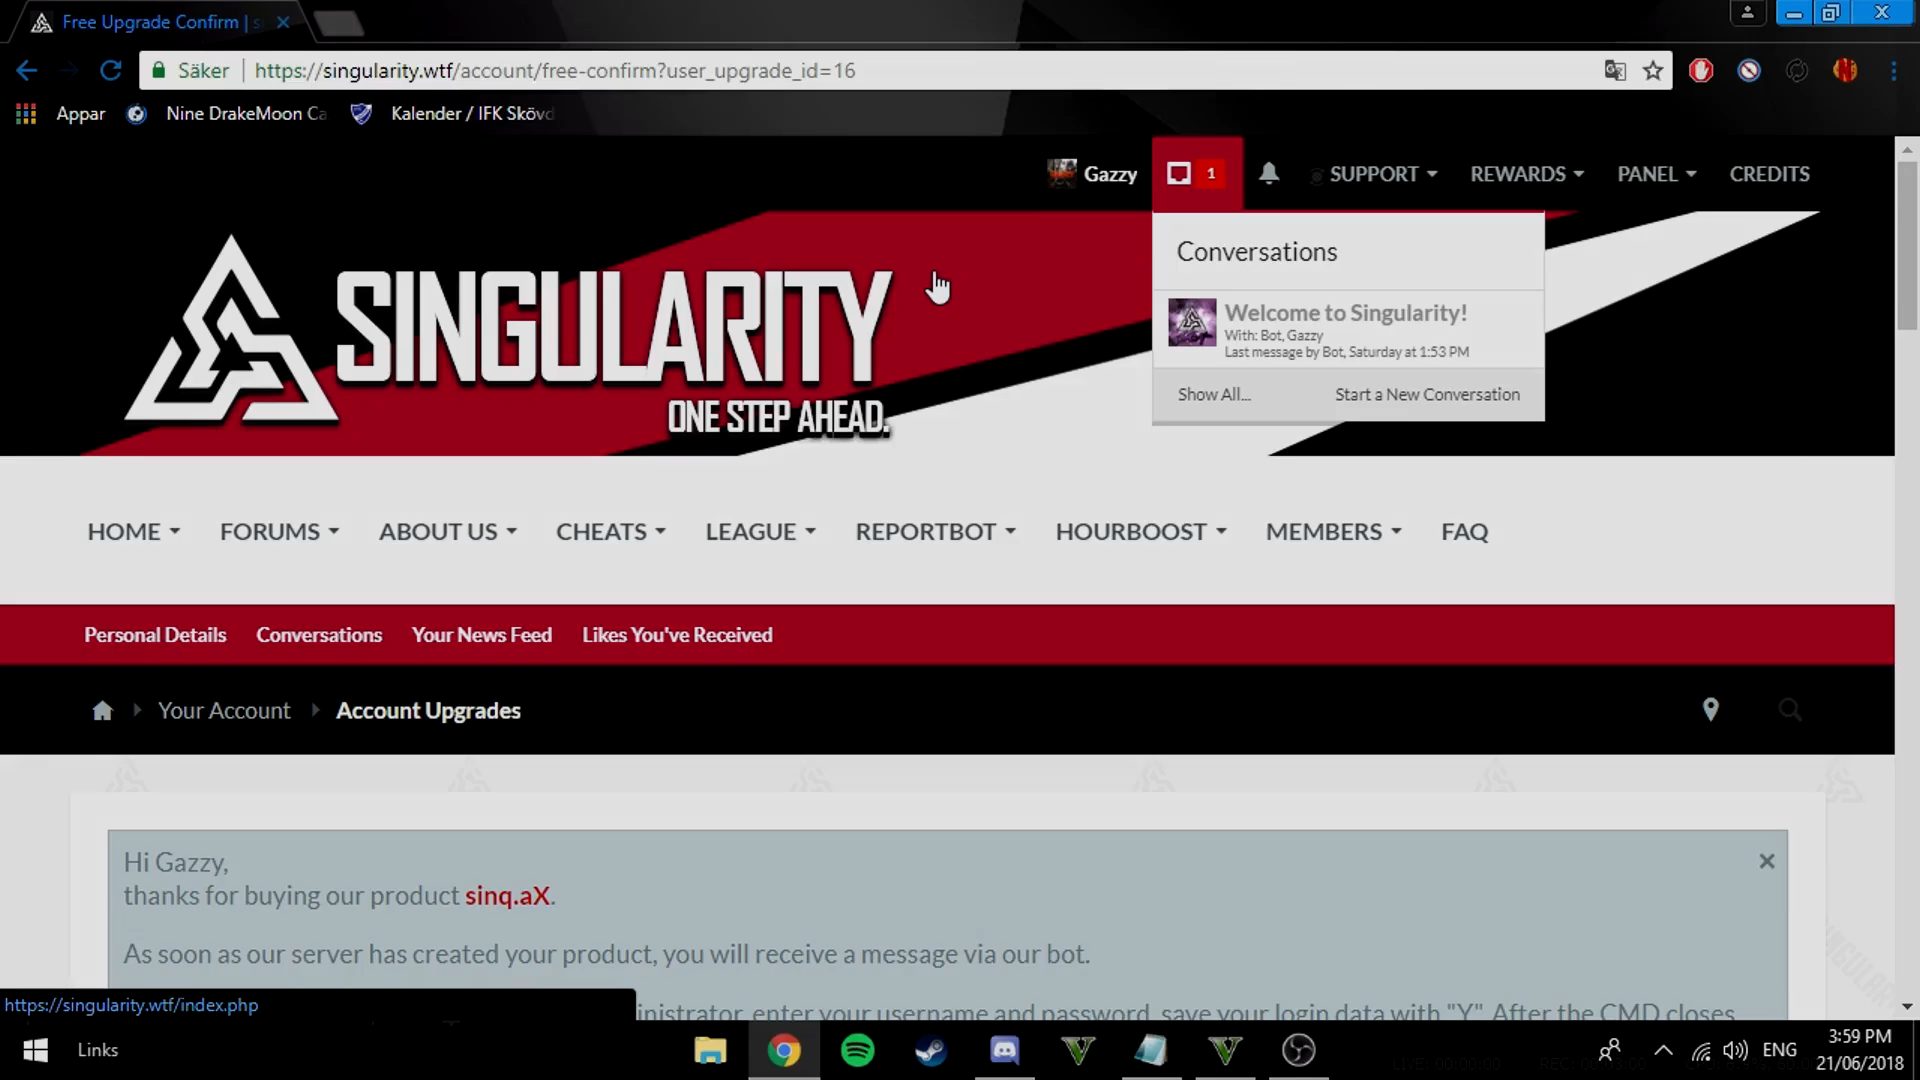 Free Upgrade Confirm |
Säker
https://singularity.wtf/account/free-confirm?user_upgrade_id=16
Appar
Nine DrakeMoon Ca
Kalender / IFK Skövd
Gazzy
1
SUPPORT
REWARDS
PANEL
CREDITS
SINGULARITY
ONE STEP AHEAD.
Conversations
Welcome to Singularity!
With: Bot, Gazzy
Last message by Bot, Saturday at 1:53 PM
Show All...
Start a New Conversation
HOME
FORUMS
ABOUT US
CHEATS
LEAGUE
REPORTBOT
HOURBOOST
MEMBERS
FAQ
Personal Details
Conversations
Your News Feed
Likes You've Received
Your Account
Account Upgrades
Hi Gazzy,
thanks for buying our product sinq.aX.
As soon as our server has created your product, you will receive a message via our bot.
inistrator, enter your username and password, save your login data with "Y". After the CMD closes
https://singularity.wtf/index.php
Links
ENG
3:59 PM
21/06/2018